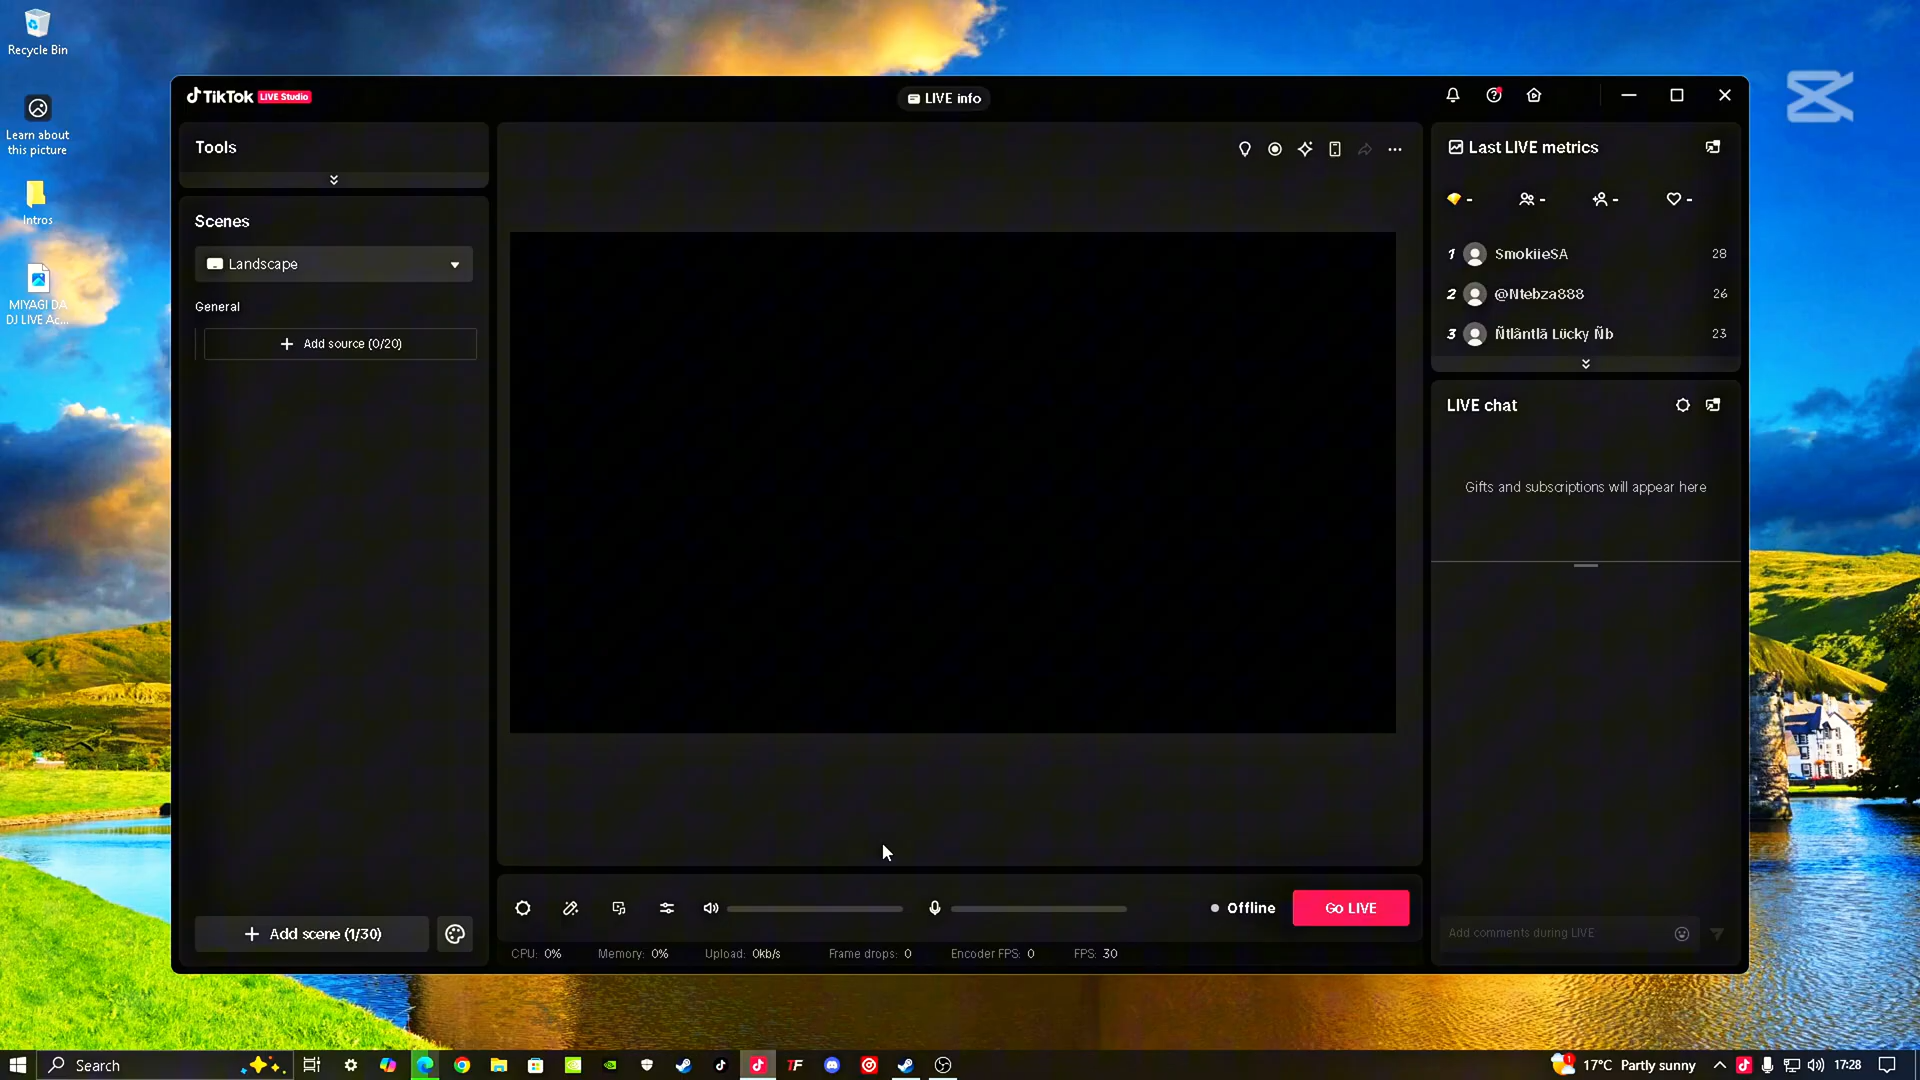 Recycle Bin
Learn about
this picture
Intros
MIYAGI DA
DJ LIVE Ac...
TikTok LIVE Studio
LIVE info
Tools
Scenes
Landscape
General
Add source (0/20)
Add scene (1/30)
Offline
Go LIVE
CPU: 0% Memory: 0% Upload: 0kb/s Frame drops: 0 Encoder FPS: 0 FPS: 30
Last LIVE metrics
- - - -
1 SmokiieSA 28
2 @Ntebza888 26
3 Ñtlântlã Lücky Ñb 23
LIVE chat
Gifts and subscriptions will appear here
Add comments during LIVE
Search
TF
1
17°C Partly sunny
17:28